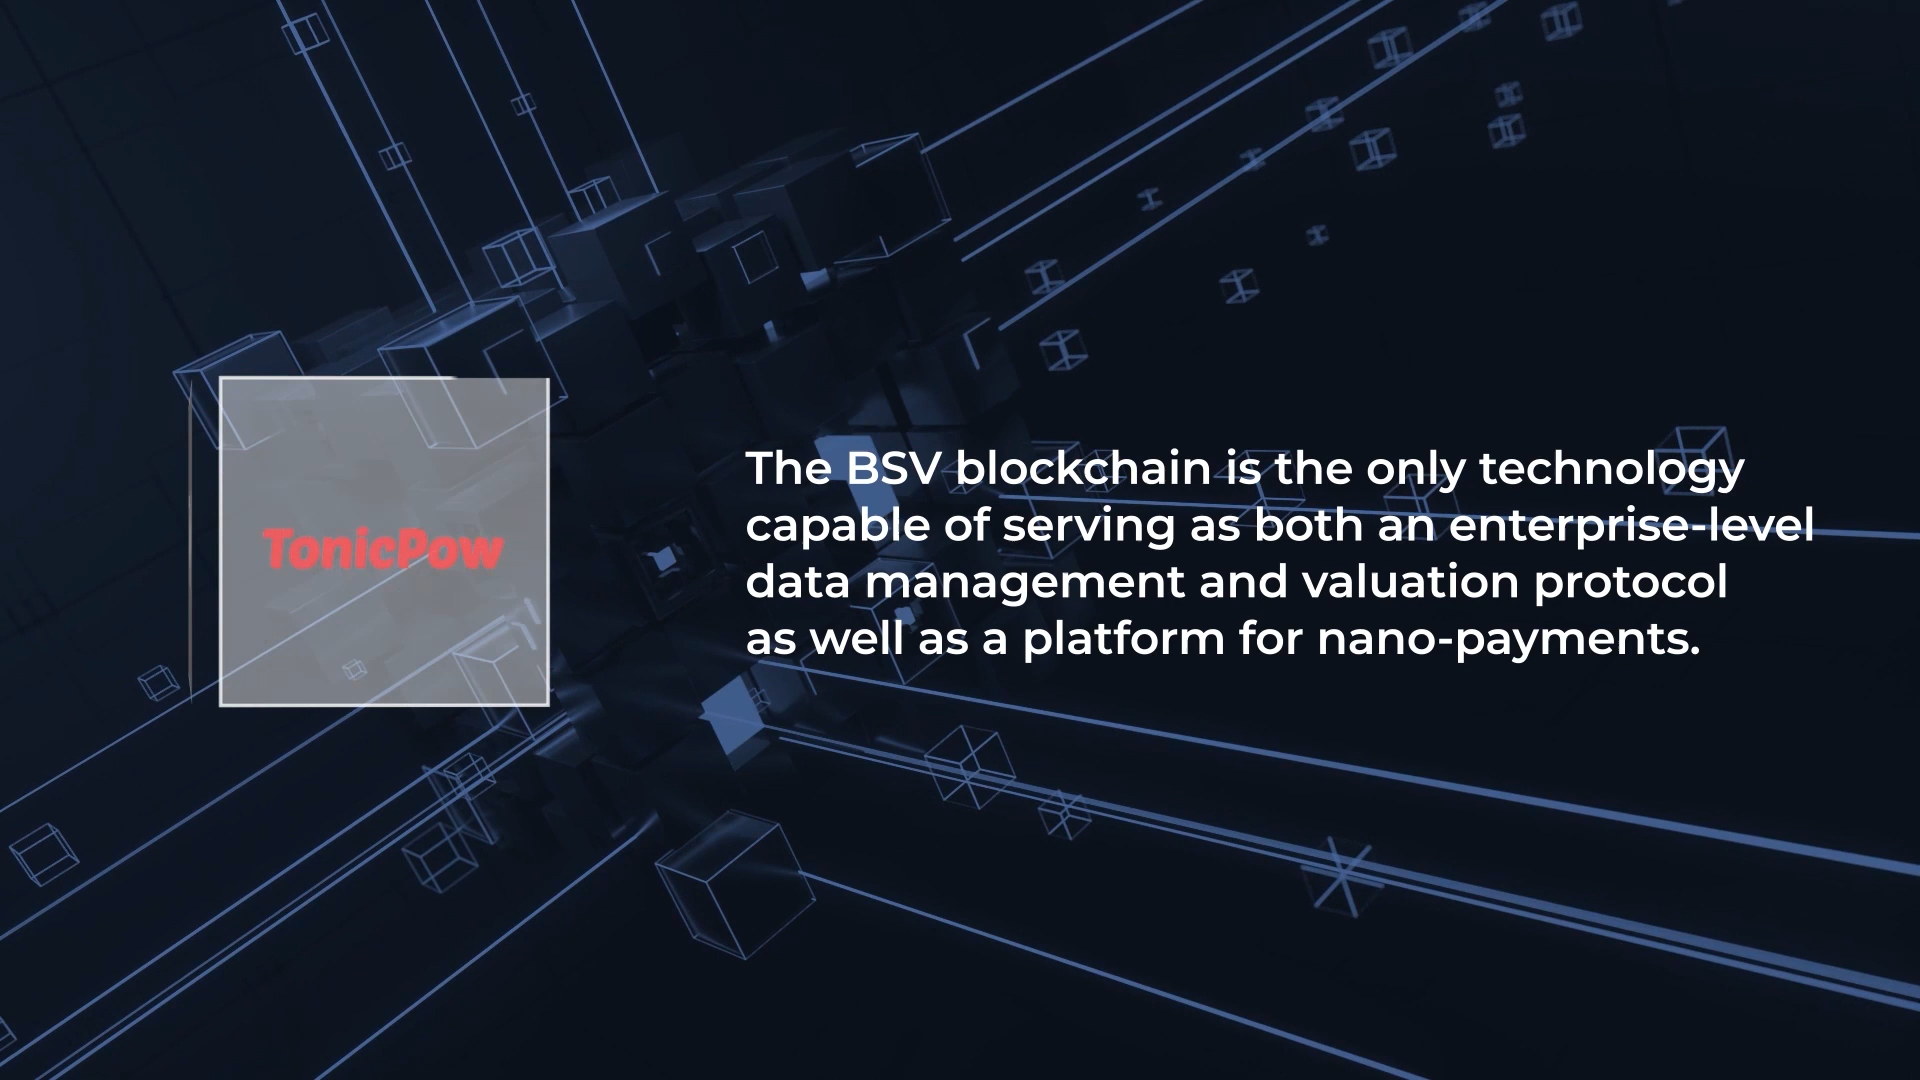 TonicPow
The BSV blockchain is the only technology
capable of serving as both an enterprise-level
data management and valuation protocol
as well as a platform for nano-payments.